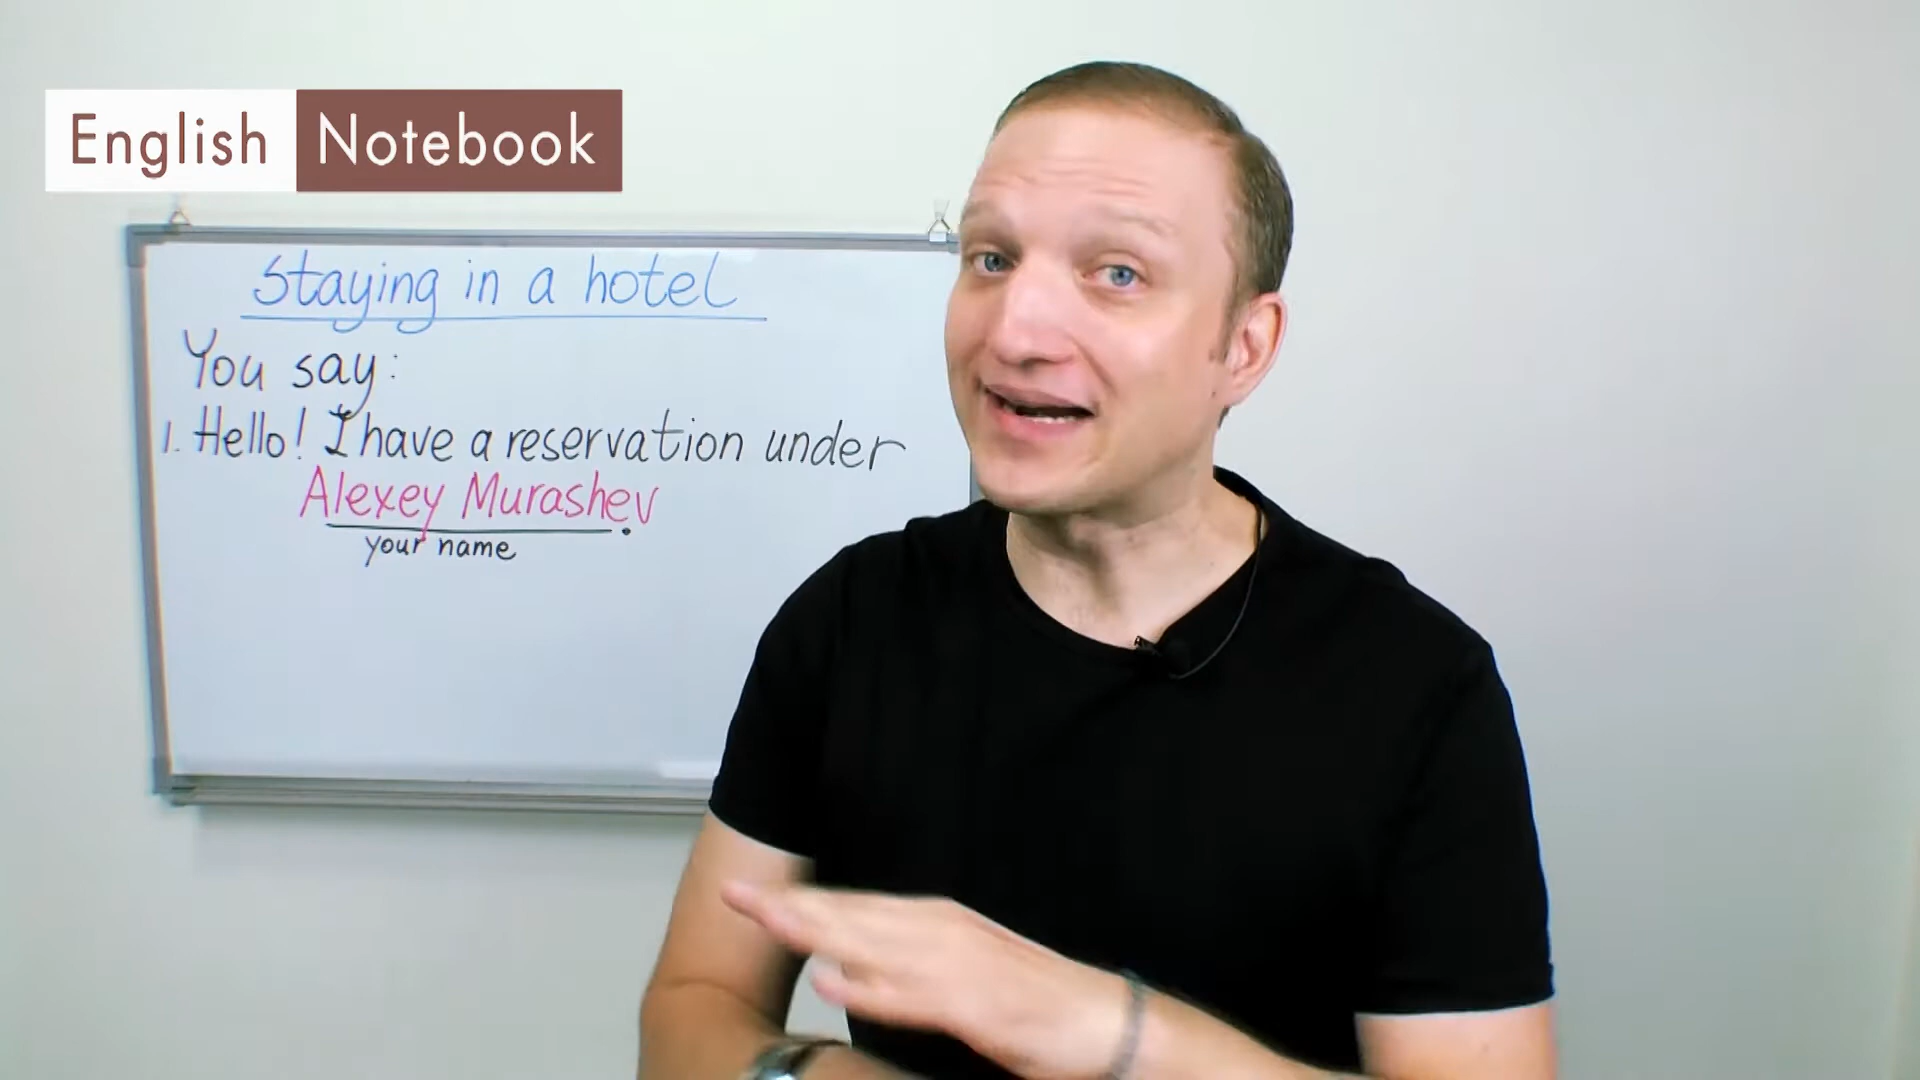 English Notebook
Staying in a hotel
You say:
1. Hello! I have a reservation under
Alexey Murashev.
your name